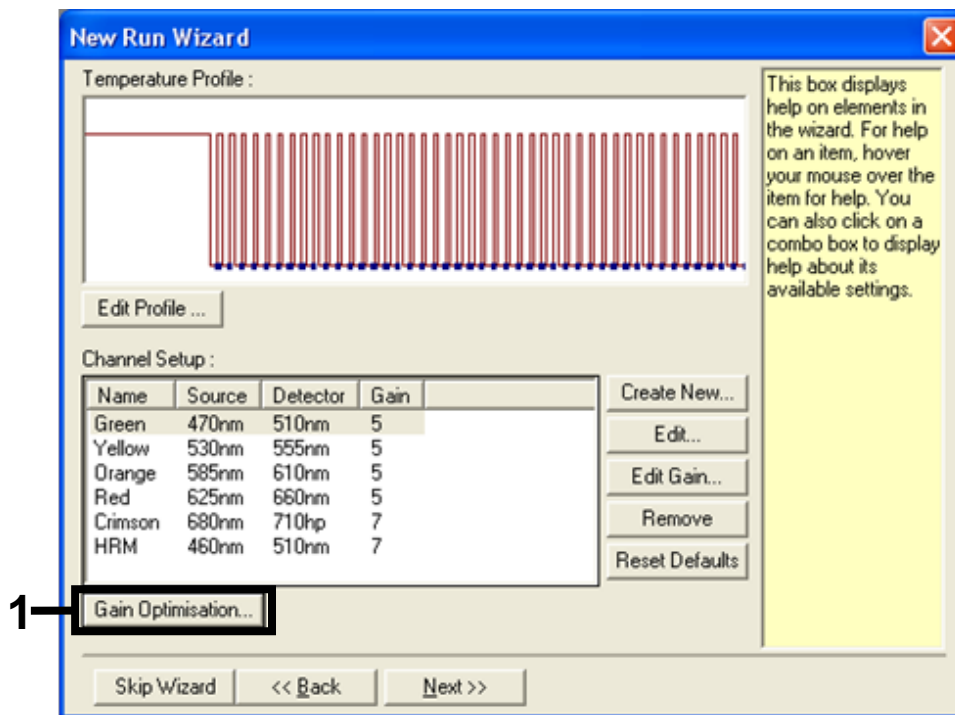 New Run Wizard
Temperature Profile :
This box displays
help on elements in
the wizard. For help
on an item, hover
your mouse over the
item for help. You
can also click on a
combo box to display
help about its
available settings.
Edit Profile ...
Channel Setup :
Name Source Detector Gain
Green 470nm 510nm 5
Yellow 530nm 555nm 5
Orange 585nm 610nm 5
Red 625nm 660nm 5
Crimson 680nm 710hp 7
HRM 460nm 510nm 7
Create New...
Edit...
Edit Gain...
Remove
Reset Defaults
1
Gain Optimisation...
Skip Wizard
<< Back
Next >>